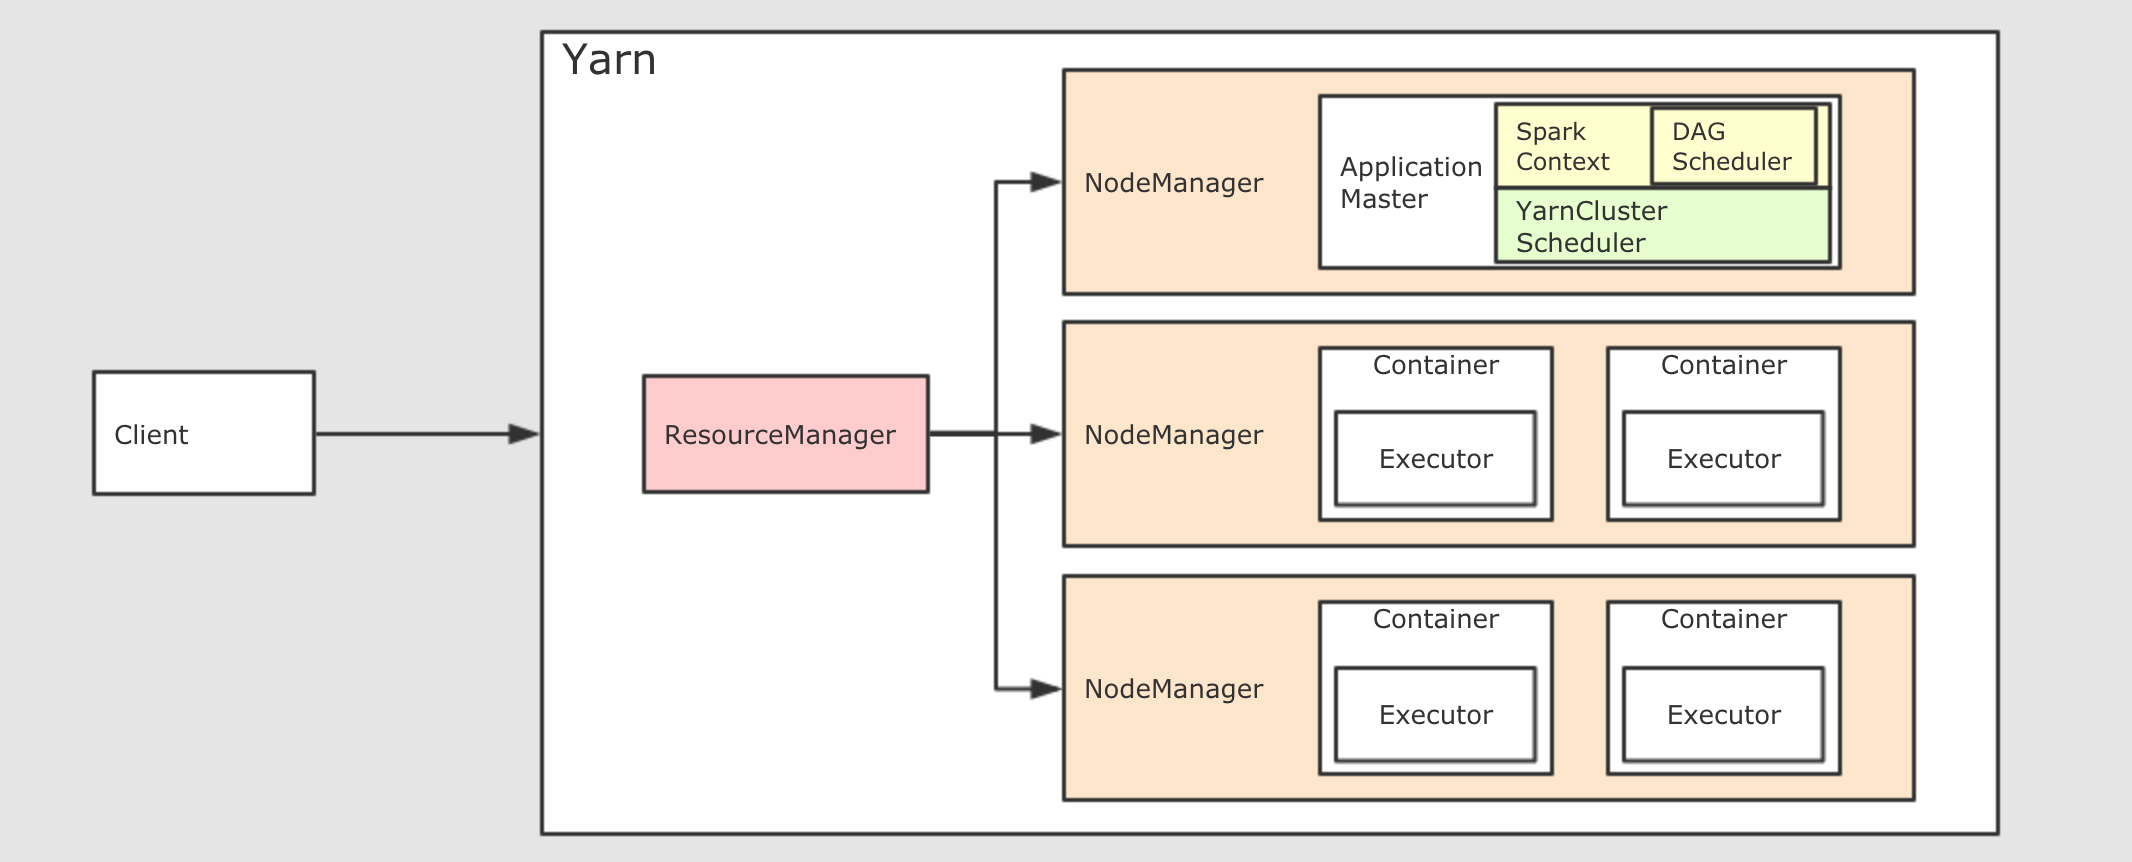 Yarn
NodeManager
Application
Master
Spark
Context
DAG
Scheduler
YarnCluster
Scheduler
Client
ResourceManager
NodeManager
Container
Executor
Container
Executor
NodeManager
Container
Executor
Container
Executor